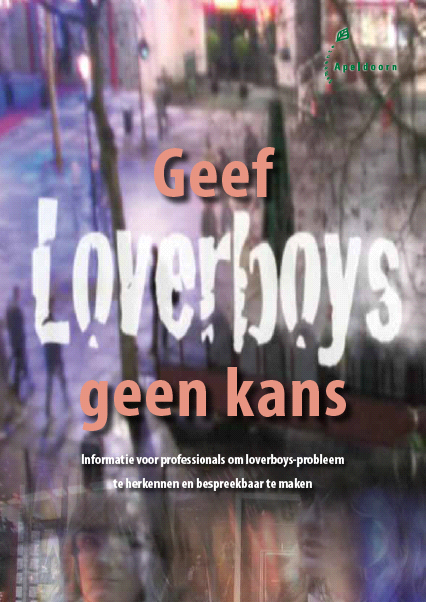 Apeldoorn
Geef
Loverboys
geen kans
Informatie voor professionals om loverboys-probleem
te herkennen en bespreekbaar te maken